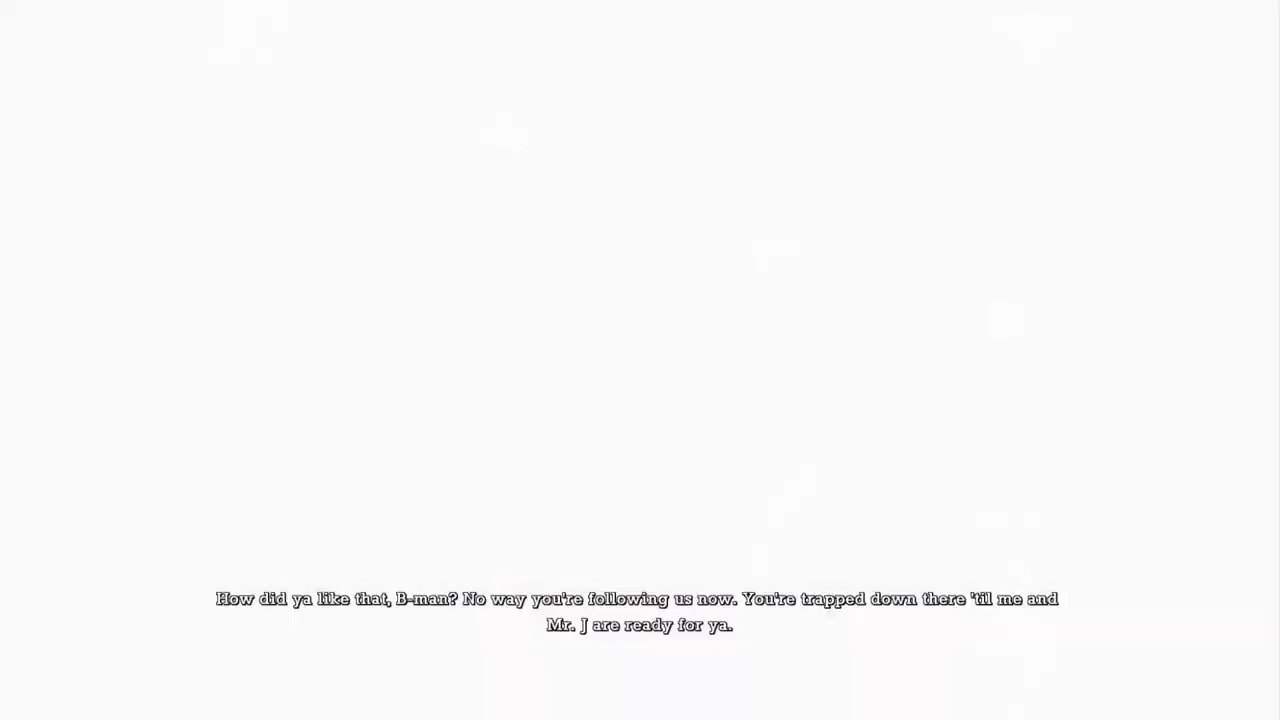 How did ya like that, B-man? No way you're following us now. You're trapped down there 'til me and
Mr. J are ready for ya.